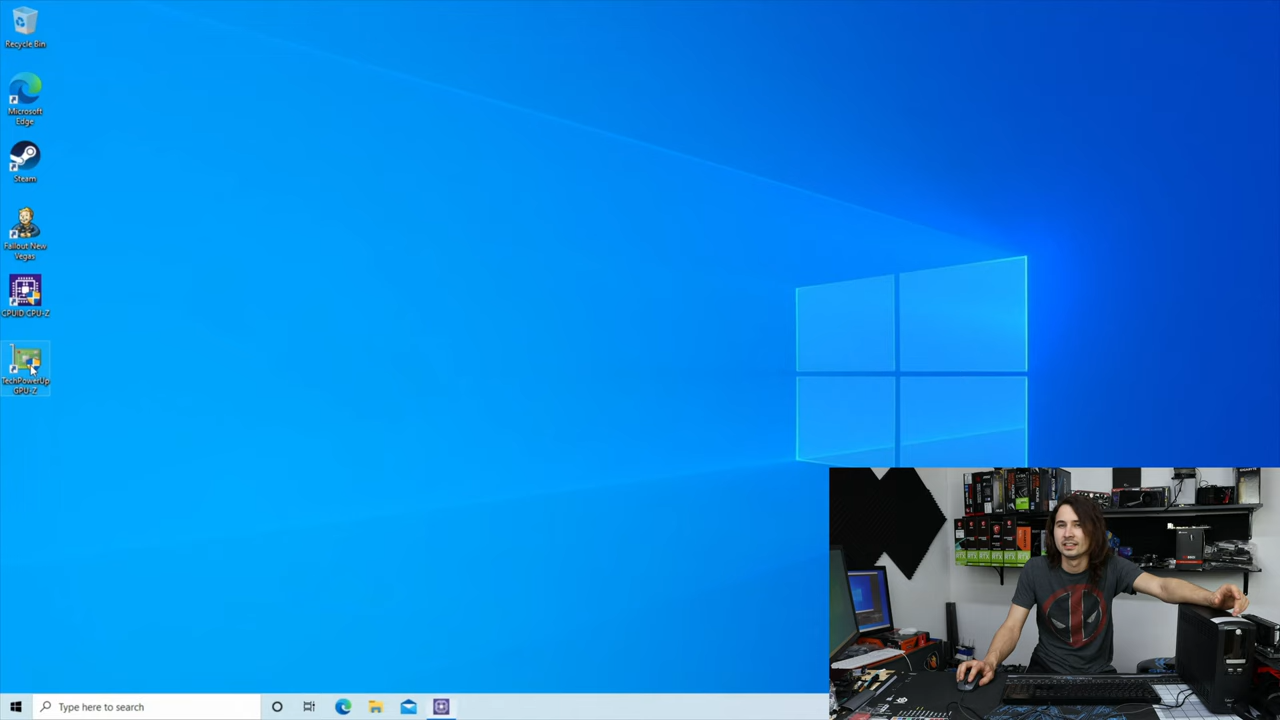 Recycle Bin
Microsoft
Edge
Steam
Fallout New
Vegas
CPUID CPU-Z
TechPowerUp
GPU-Z
Type here to search